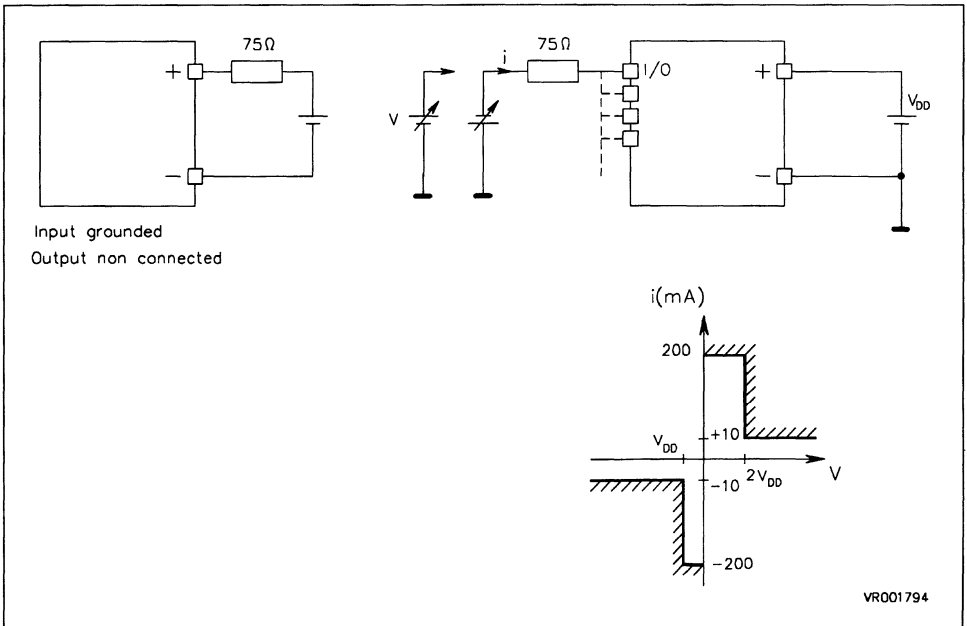 75Ω
+
−
Input grounded
Output non connected
V
i
75Ω
I/O
+
−
V_DD
i(mA)
200
+10
V_DD
-10
2V_DD
V
-200
VR001794